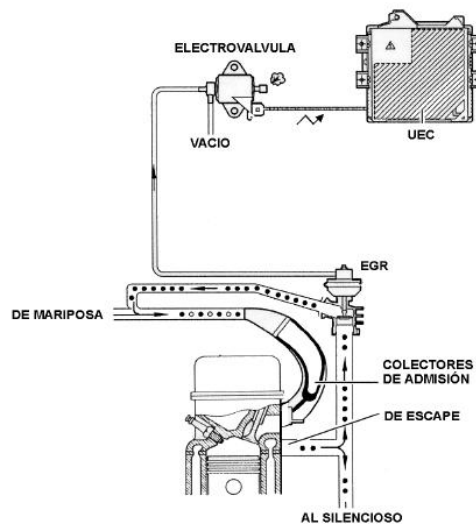 ELECTROVALVULA
UEC
VACIO
EGR
DE MARIPOSA
COLECTORES
DE ADMISIÓN
DE ESCAPE
AL SILENCIOSO